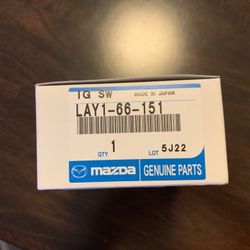 IG SW MADE IN JAPAN
LAY1-66-151
1
QTY LOT 5J22
mazda GENUINE PARTS